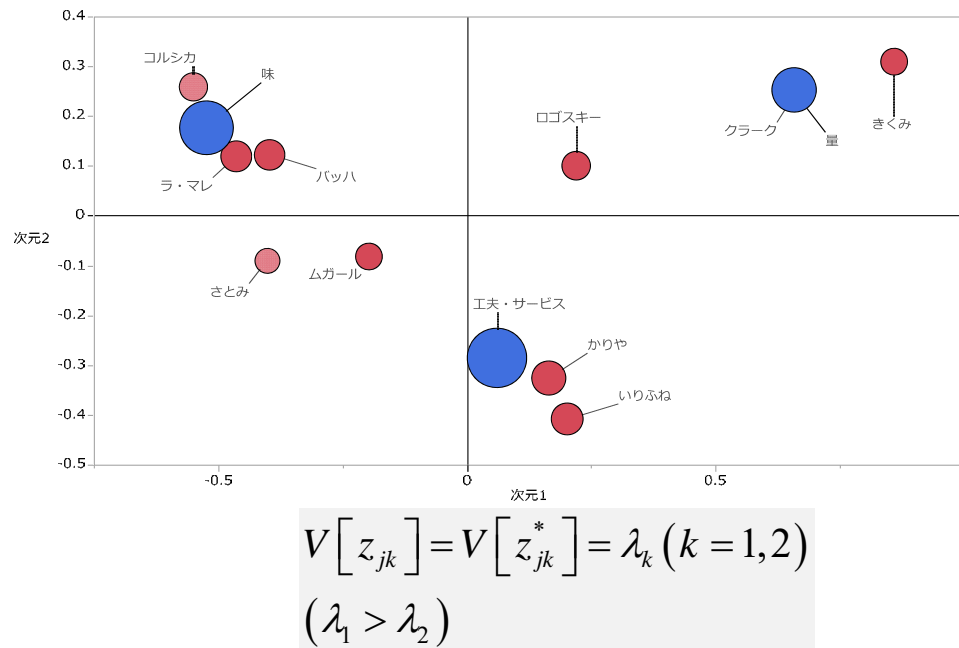 0.4
コルシカ
0.3
味
ロゴスキー
0.2
クラーク
量
きくみ
0.1
ラ・マレ
バッハ
0
次元2
-0.1
さとみ
ムガール
-0.2
工夫・サービス
-0.3
かりや
いりふね
-0.4
-0.5
-0.5 0 0.5
次元1
V[z_{jk}] = V[z^*_{jk}] = λ_k (k = 1, 2)
(λ_1 > λ_2)